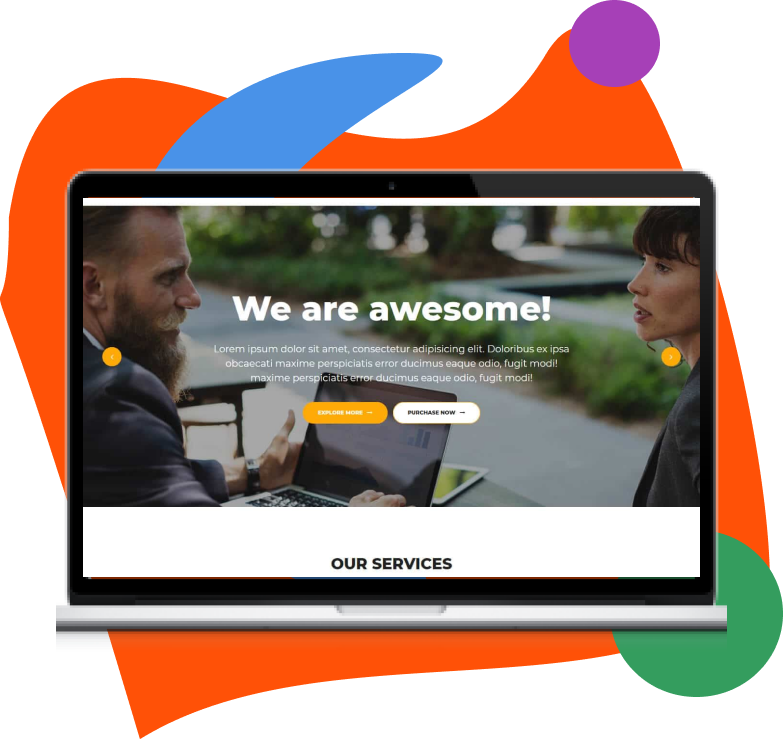 We are awesome!
Lorem ipsum dolor sit amet, consectetur adipisicing elit. Doloribus ex ipsa
obcaecati maxime perspiciatis error ducimus eaque odio, fugit modi!
maxime perspiciatis error ducimus eaque odio, fugit modi!
EXPLORE MORE → PURCHASE NOW →
OUR SERVICES